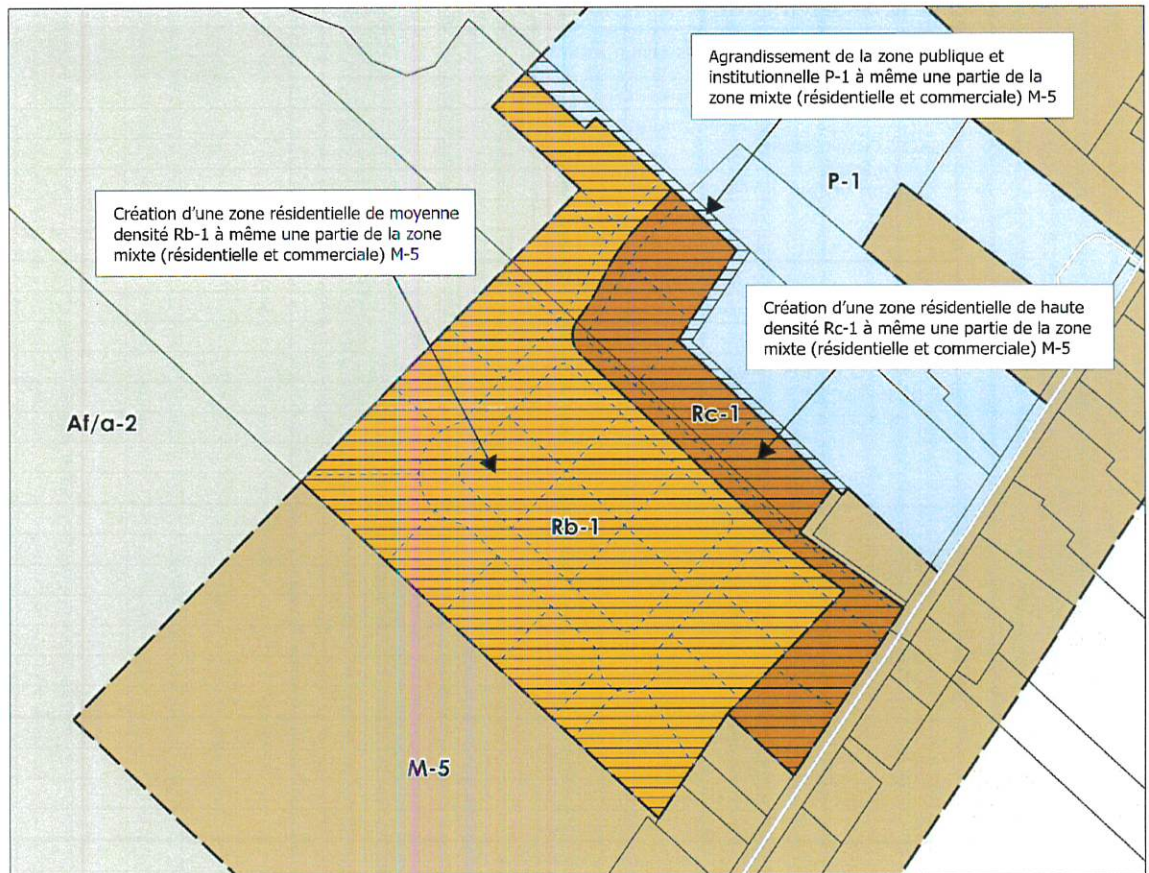 Agrandissement de la zone publique et
institutionnelle P-1 à même une partie de la
zone mixte (résidentielle et commerciale) M-5
P-1
Création d'une zone résidentielle de moyenne
densité Rb-1 à même une partie de la zone
mixte (résidentielle et commerciale) M-5
Création d'une zone résidentielle de haute
densité Rc-1 à même une partie de la zone
mixte (résidentielle et commerciale) M-5
Af/a-2
Rc-1
Rb-1
M-5